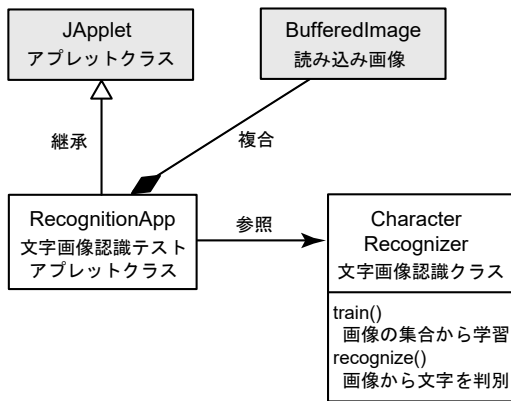 JApplet
アプレットクラス
BufferedImage
読み込み画像
継承
複合
RecognitionApp
文字画像認識テスト
アプレットクラス
参照
Character
Recognizer
文字画像認識クラス
train()
画像の集合から学習
recognize()
画像から文字を判別